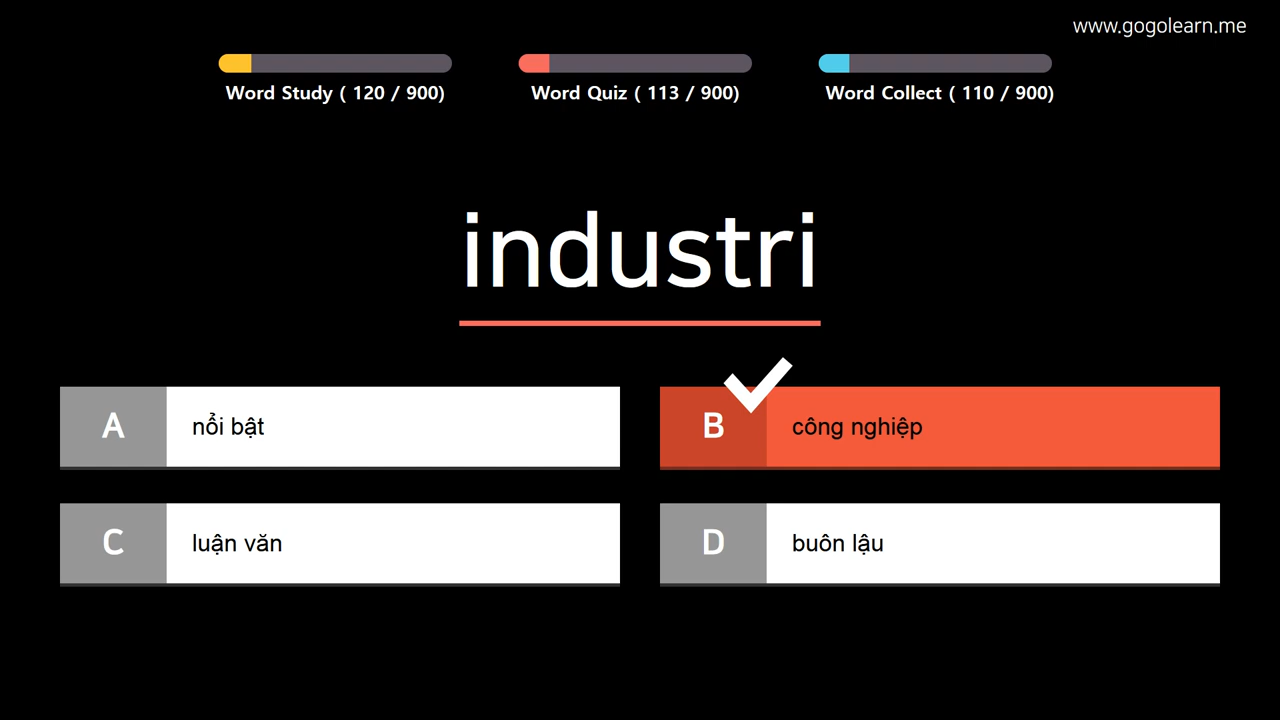 www.gogolearn.me
Word Study ( 120 / 900)
Word Quiz ( 113 / 900)
Word Collect ( 110 / 900)
industri
A nổi bật
B công nghiệp
C luận văn
D buôn lậu